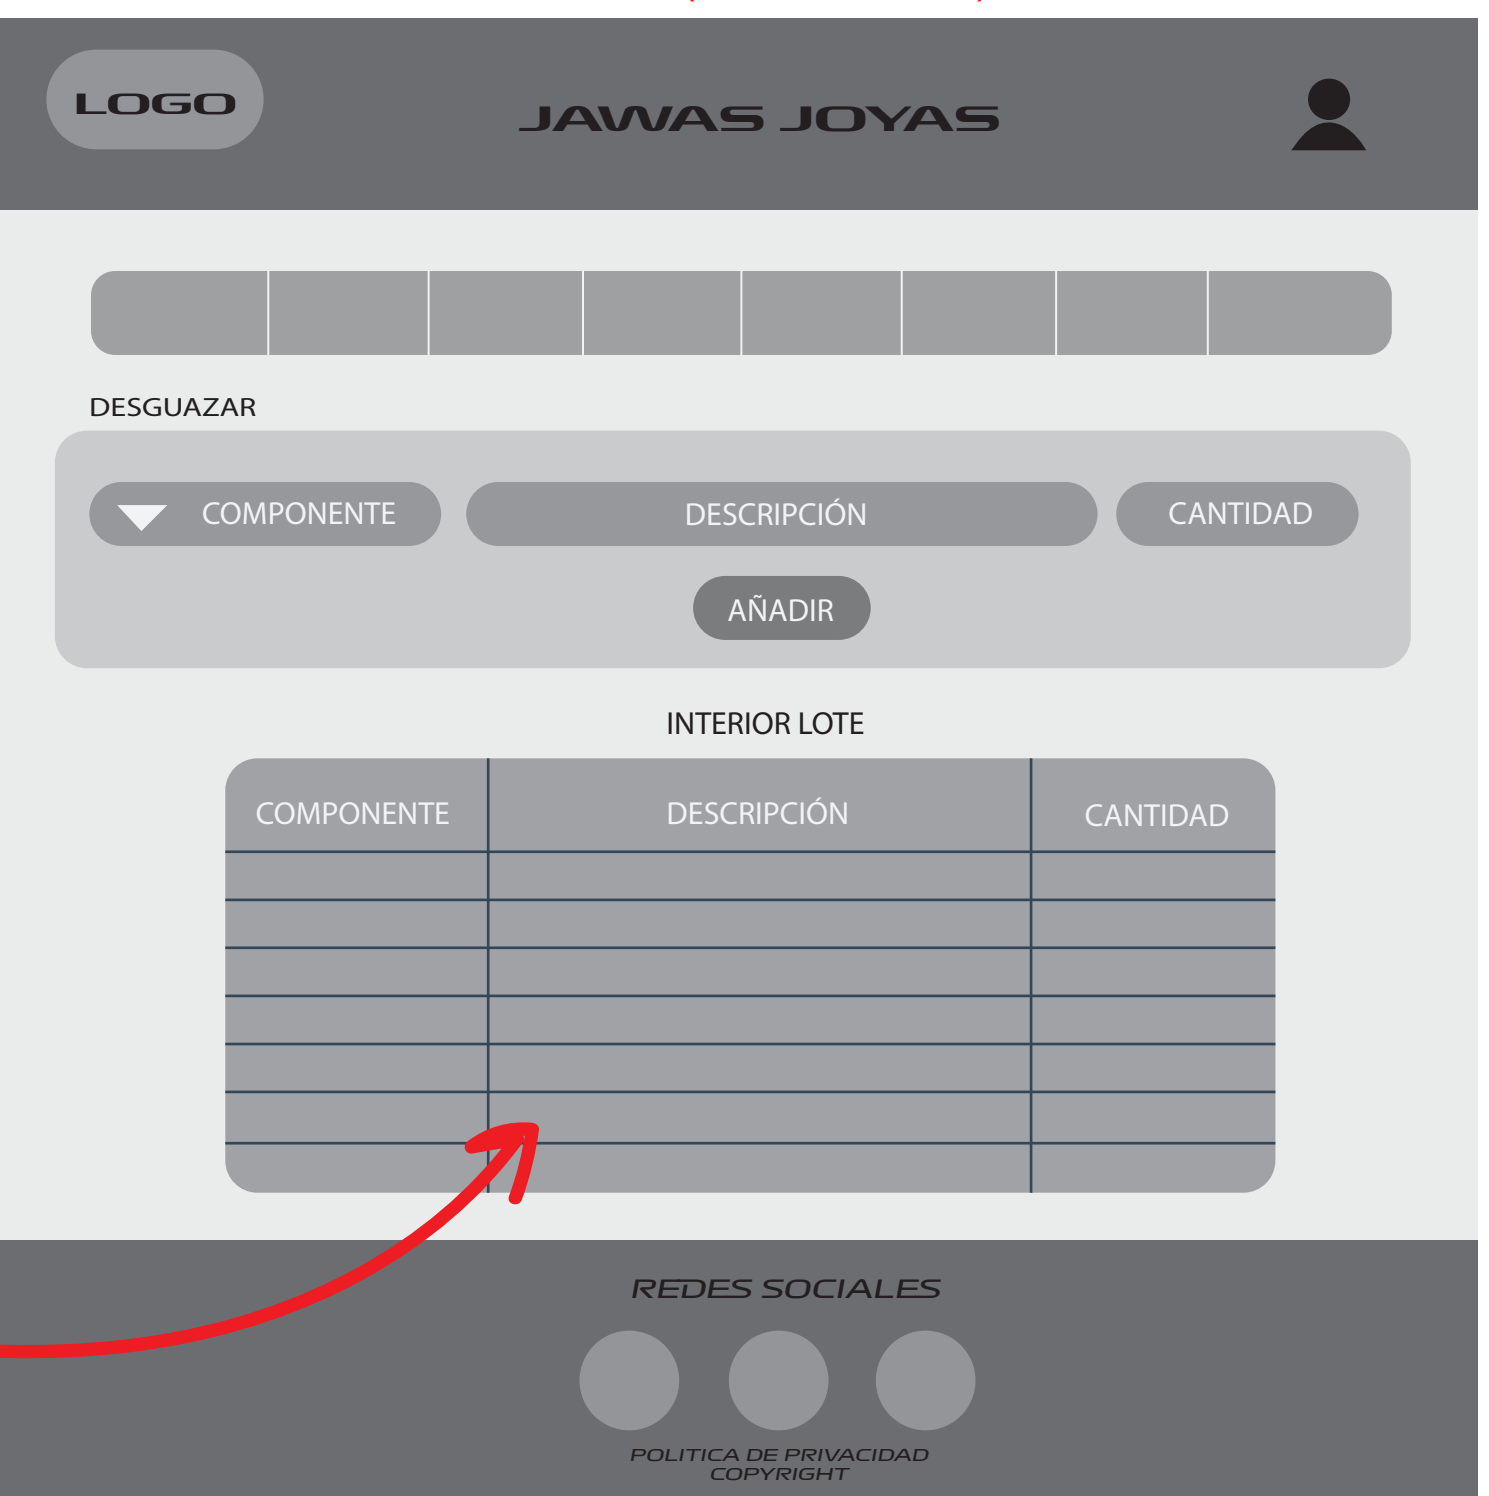 LOGO
JAWAS JOYAS
DESGUAZAR
COMPONENTE
DESCRIPCIÓN
CANTIDAD
AÑADIR
INTERIOR LOTE
COMPONENTE
DESCRIPCIÓN
CANTIDAD
REDES SOCIALES
POLITICA DE PRIVACIDAD
COPYRIGHT